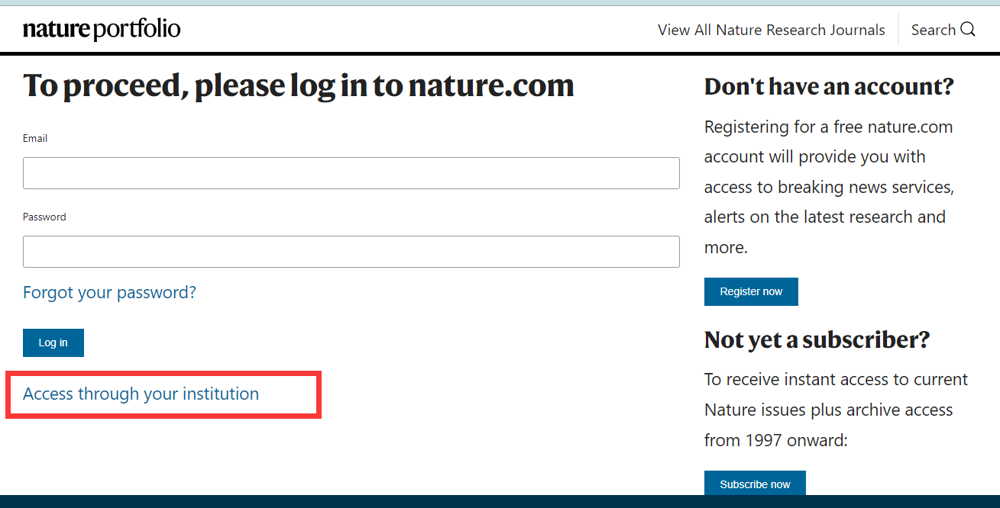 nature portfolio
View All Nature Research Journals
Search
To proceed, please log in to nature.com
Email
Password
Forgot your password?
Log in
Access through your institution
Don't have an account?
Registering for a free nature.com
account will provide you with
access to breaking news services,
alerts on the latest research and
more.
Register now
Not yet a subscriber?
To receive instant access to current
Nature issues plus archive access
from 1997 onward:
Subscribe now